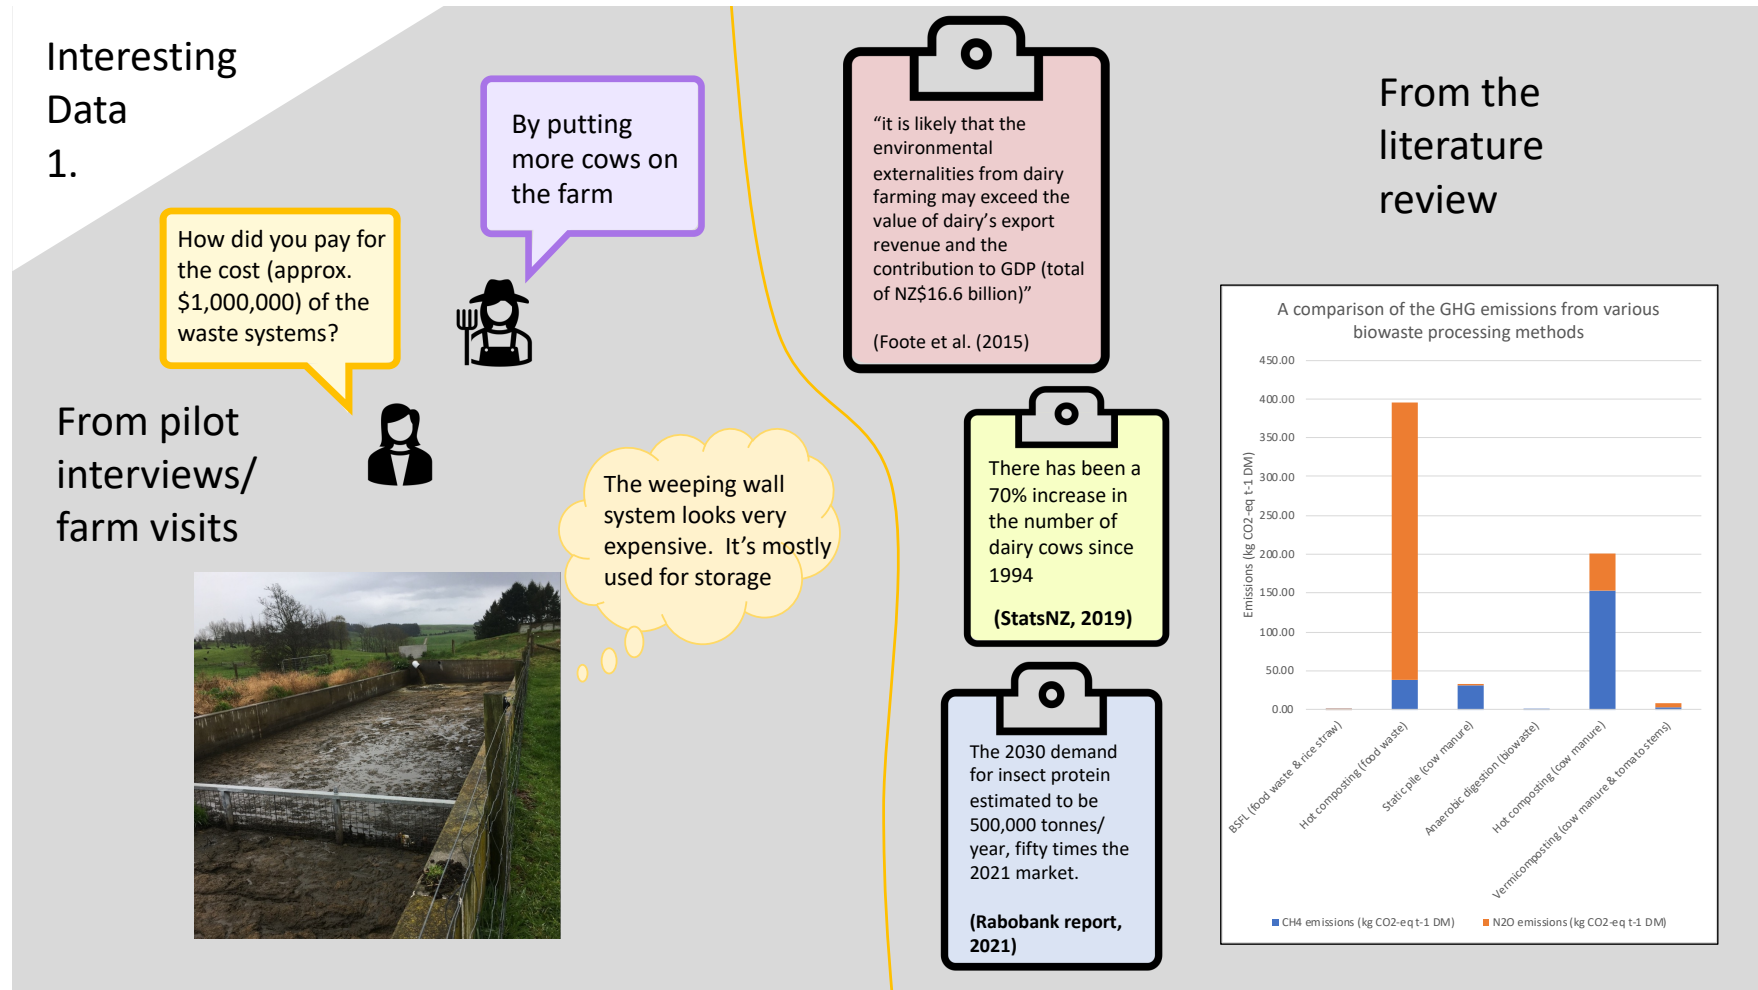 Interesting
Data
1.
By putting
more cows on
the farm
How did you pay for
the cost (approx.
$1,000,000) of the
waste systems?
From pilot
interviews/
farm visits
The weeping wall
system looks very
expensive.  It's mostly
used for storage
“it is likely that the
environmental
externalities from dairy
farming may exceed the
value of dairy’s export
revenue and the
contribution to GDP (total
of NZ$16.6 billion)”
(Foote et al. (2015)
There has been a
70% increase in
the number of
dairy cows since
1994
(StatsNZ, 2019)
The 2030 demand
for insect protein
estimated to be
500,000 tonnes/
year, fifty times the
2021 market.
(Rabobank report,
2021)
From the
literature
review
A comparison of the GHG emissions from various
biowaste processing methods
Emissions (kg CO2-eq t-1 DM)
450.00
400.00
350.00
300.00
250.00
200.00
150.00
100.00
50.00
0.00
BSFL (food waste & rice straw)
Hot composting (food waste)
Static pile (cow manure)
Anaerobic digestion (biowaste)
Hot composting (cow manure)
Vermicomposting (cow manure & tomato stems)
CH4 emissions (kg CO2-eq t-1 DM)
N2O emissions (kg CO2-eq t-1 DM)